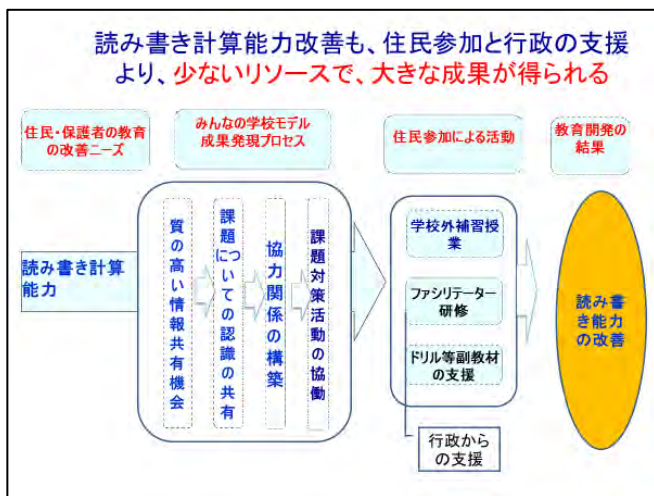 読み書き計算能力改善も、住民参加と行政の支援
より、少ないリソースで、大きな成果が得られる
住民・保護者の教育
の改善ニーズ
みんなの学校モデル
成果発現プロセス
住民参加による活動
教育開発の
結果
読み書き計算
能力
質の高い情報共有機会
課題についての認識の共有
協力関係の構築
課題対策活動の協働
学校外補習授
業
ファシリテーター
研修
ドリル等副教材
の支援
行政から
の支援
読み書
き能力
の改善